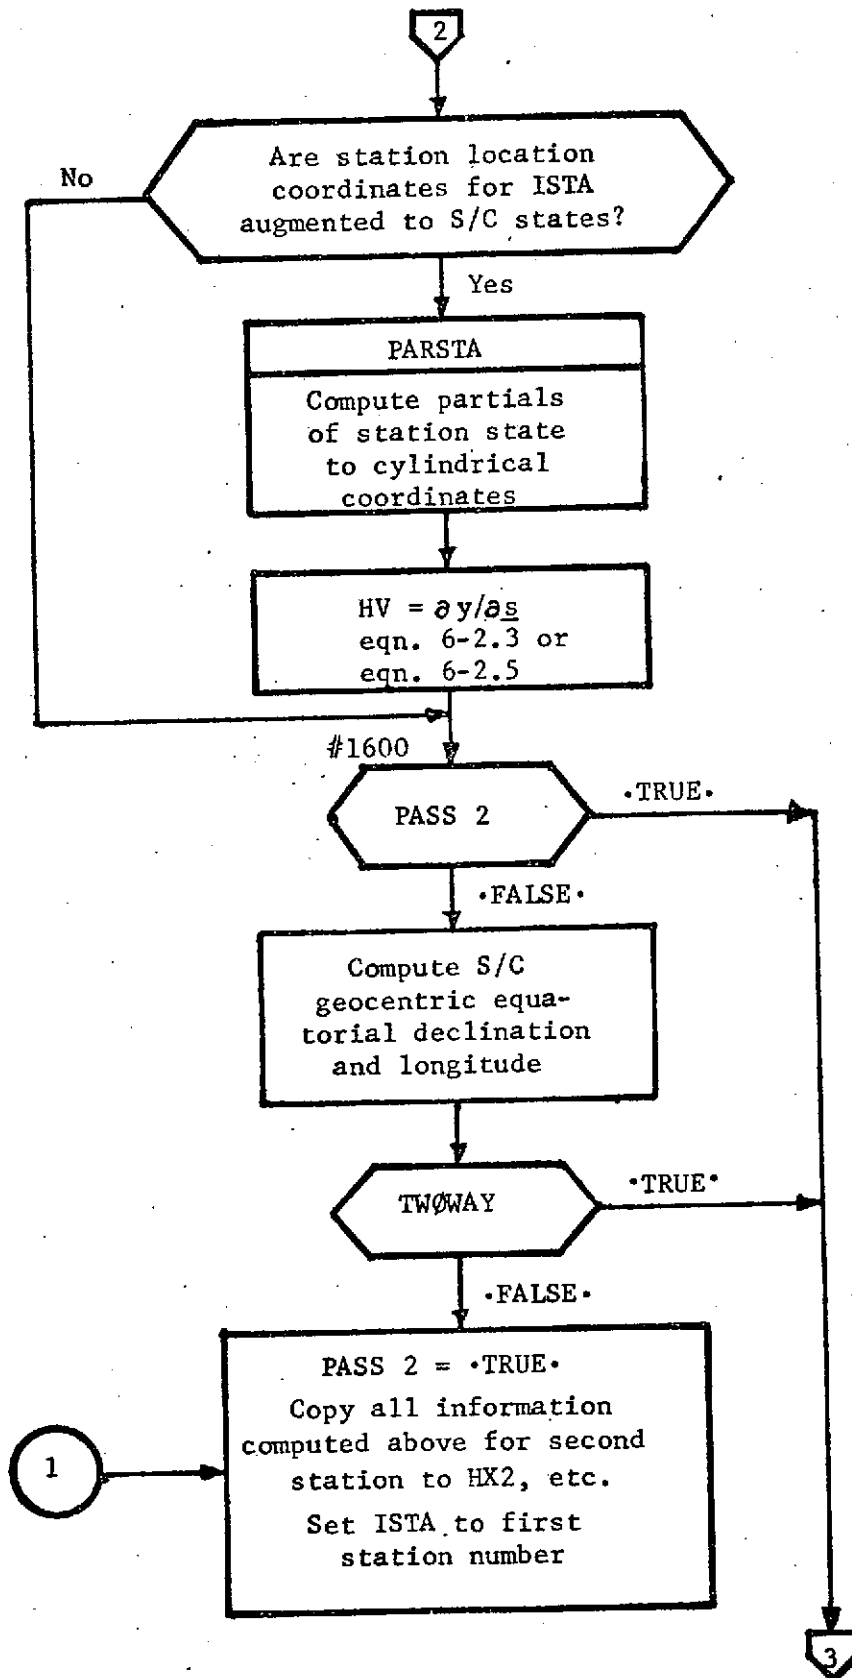 2
Are station location
coordinates for ISTA
augmented to S/C states?
No
Yes
PARSTA
Compute partials
of station state
to cylindrical
coordinates
HV = ∂y/∂s
eqn. 6-2.3 or
eqn. 6-2.5
#1600
PASS 2
.TRUE.
.FALSE.
Compute S/C
geocentric equa-
torial declination
and longitude
TWØWAY
.TRUE.
.FALSE.
PASS 2 = .TRUE.
Copy all information
computed above for second
station to HX2, etc.
Set ISTA to first
station number
1
3